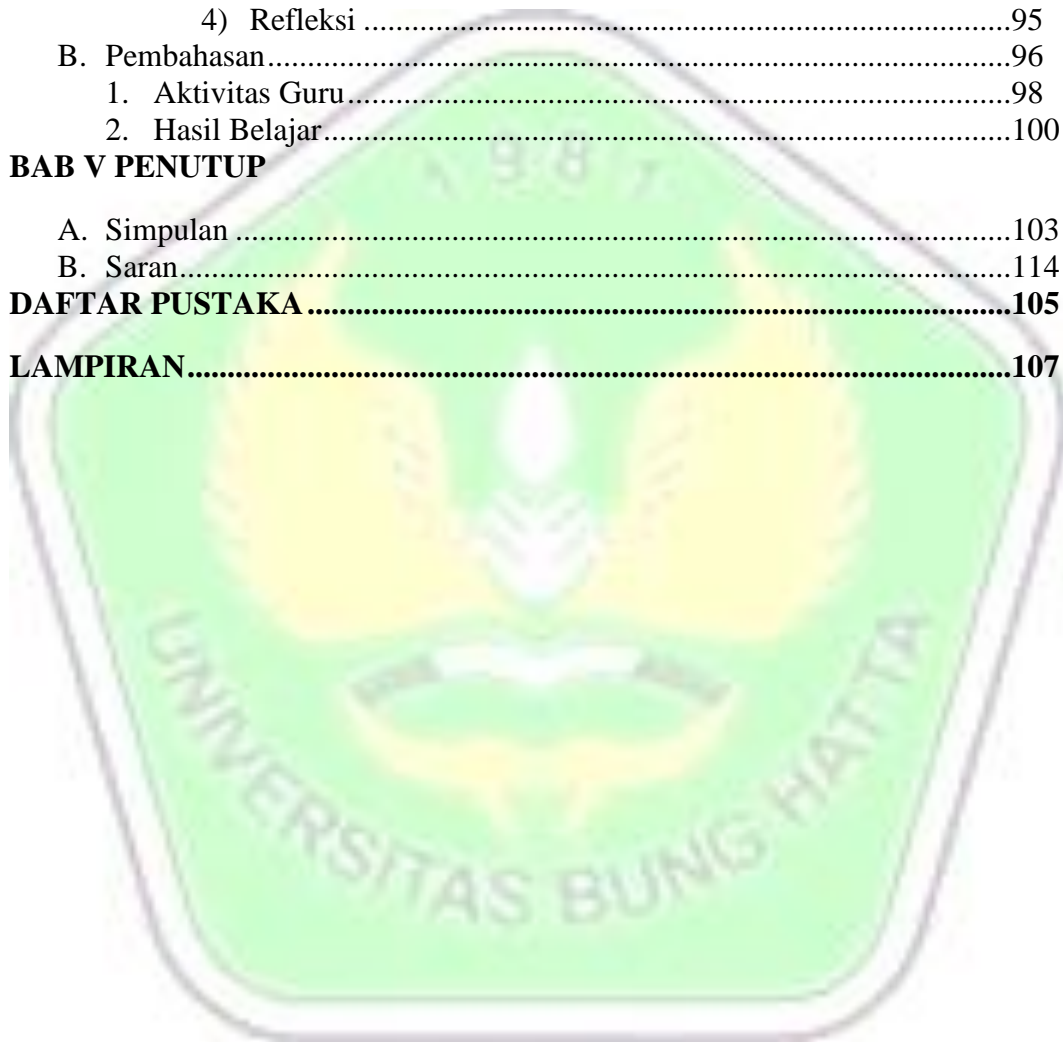 4) Refleksi ..........................................................................................95
B. Pembahasan.....................................................................................................96
1. Aktivitas Guru............................................................................................98
2. Hasil Belajar..............................................................................................100
BAB V PENUTUP
A. Simpulan .......................................................................................................103
B. Saran..............................................................................................................114
DAFTAR PUSTAKA ...........................................................................................105
LAMPIRAN..........................................................................................................107
1981
UNIVERSITAS BUNG HATTA